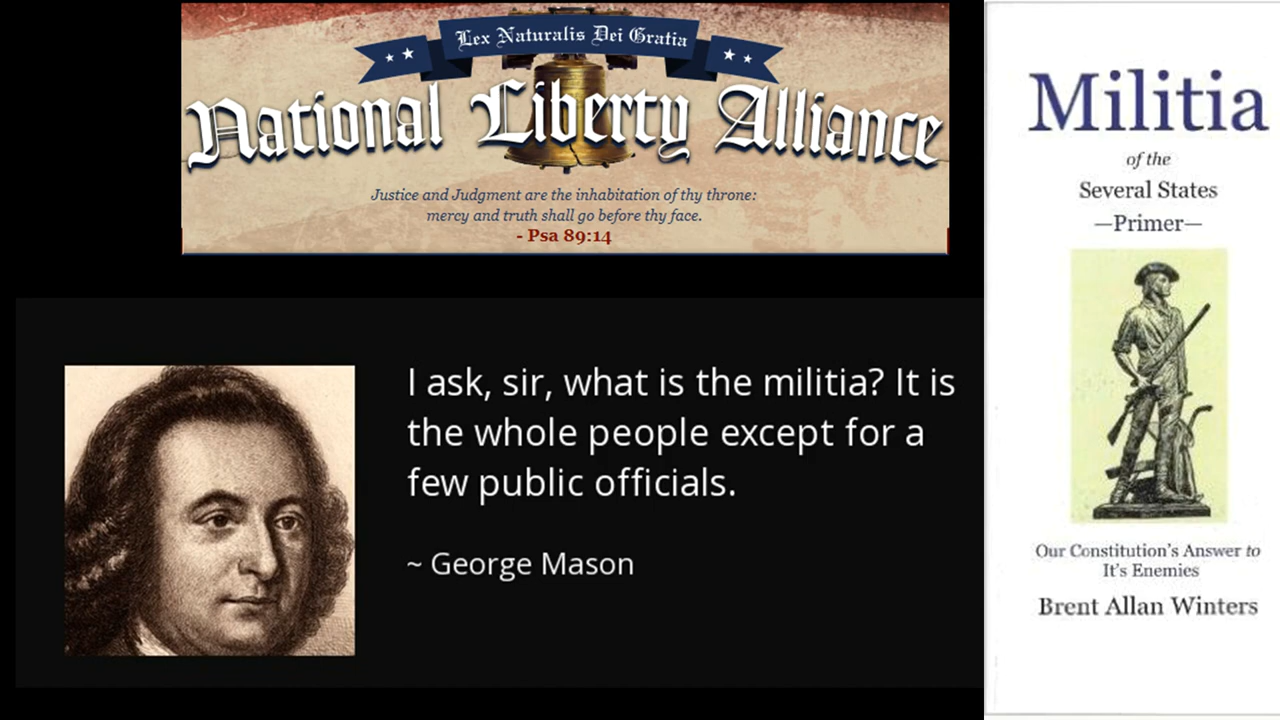 Lex Naturalis Dei Gratia
National Liberty Alliance
Justice and Judgment are the inhabitation of thy throne:
mercy and truth shall go before thy face.
- Psa 89:14
I ask, sir, what is the militia? It is
the whole people except for a
few public officials.
~ George Mason
Militia
of the
Several States
—Primer—
Our Constitution's Answer to
It's Enemies
Brent Allan Winters